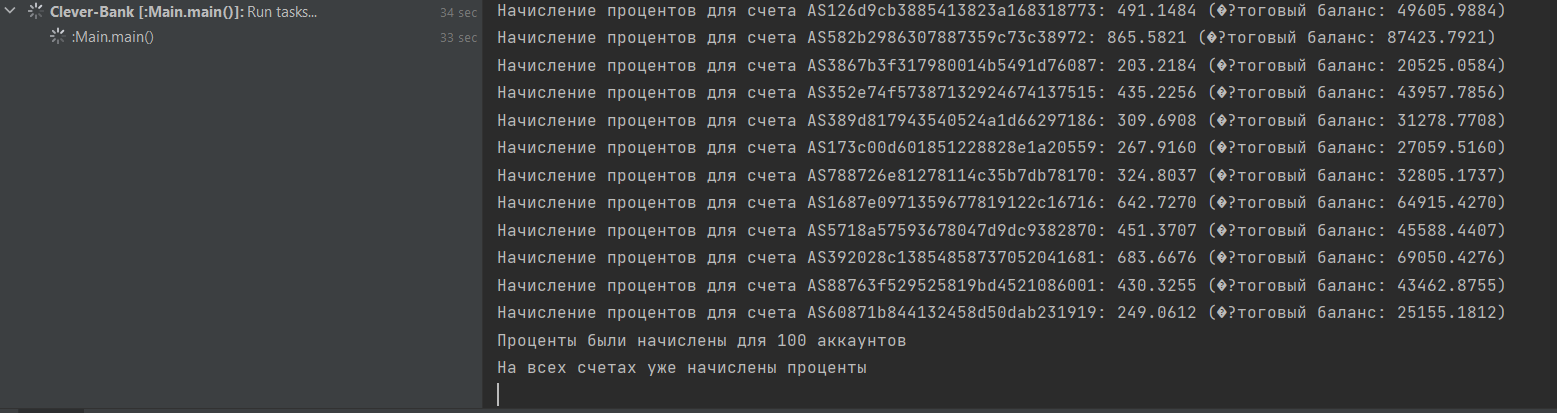 Clever-Bank [:Main.main()]: Run tasks... 34 sec
:Main.main() 33 sec
Начисление процентов для счета AS126d9cb3885413823a168318773: 491.1484 (�?тоговый баланс: 49605.9884)
Начисление процентов для счета AS582b2986307887359c73c38972: 865.5821 (�?тоговый баланс: 87423.7921)
Начисление процентов для счета AS3867b3f317980014b5491d76087: 203.2184 (�?тоговый баланс: 20525.0584)
Начисление процентов для счета AS352e74f57387132924674137515: 435.2256 (�?тоговый баланс: 43957.7856)
Начисление процентов для счета AS389d817943540524a1d66297186: 309.6908 (�?тоговый баланс: 31278.7708)
Начисление процентов для счета AS173c00d601851228828e1a20559: 267.9160 (�?тоговый баланс: 27059.5160)
Начисление процентов для счета AS788726e81278114c35b7db78170: 324.8037 (�?тоговый баланс: 32805.1737)
Начисление процентов для счета AS1687e0971359677819122c16716: 642.7270 (�?тоговый баланс: 64915.4270)
Начисление процентов для счета AS5718a57593678047d9dc9382870: 451.3707 (�?тоговый баланс: 45588.4407)
Начисление процентов для счета AS392028c13854858737052041681: 683.6676 (�?тоговый баланс: 69050.4276)
Начисление процентов для счета AS88763f529525819bd4521086001: 430.3255 (�?тоговый баланс: 43462.8755)
Начисление процентов для счета AS60871b844132458d50dab231919: 249.0612 (�?тоговый баланс: 25155.1812)
Проценты были начислены для 100 аккаунтов
На всех счетах уже начислены проценты